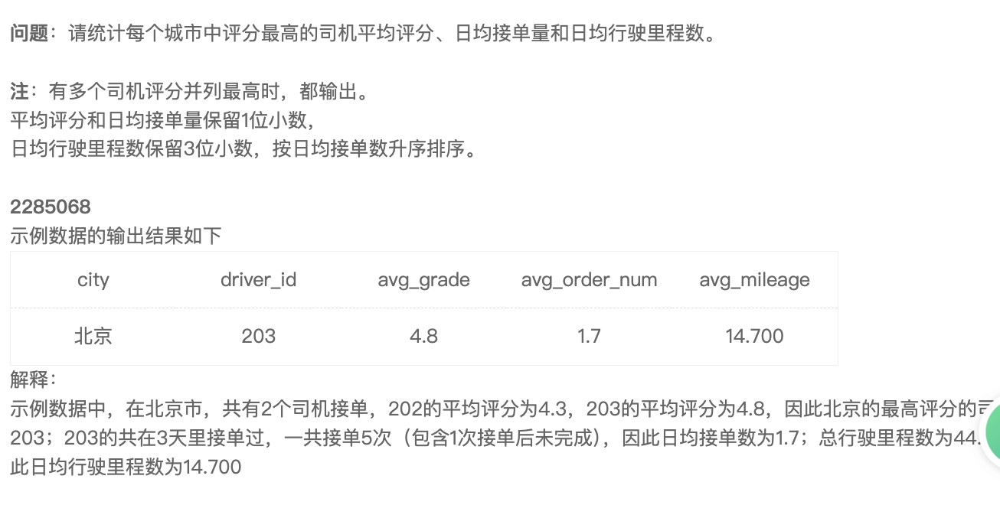 问题：请统计每个城市中评分最高的司机平均评分、日均接单量和日均行驶里程数。
注：有多个司机评分并列最高时，都输出。
平均评分和日均接单量保留1位小数，
日均行驶里程数保留3位小数，按日均接单数升序排序。
2285068
示例数据的输出结果如下
city driver_id avg_grade avg_order_num avg_mileage
北京 203 4.8 1.7 14.700
解释：
示例数据中，在北京市，共有2个司机接单，202的平均评分为4.3，203的平均评分为4.8，因此北京的最高评分的
203；203的共在3天里接单过，一共接单5次（包含1次接单后未完成），因此日均接单数为1.7；总行驶里程数为44.
此日均行驶里程数为14.700